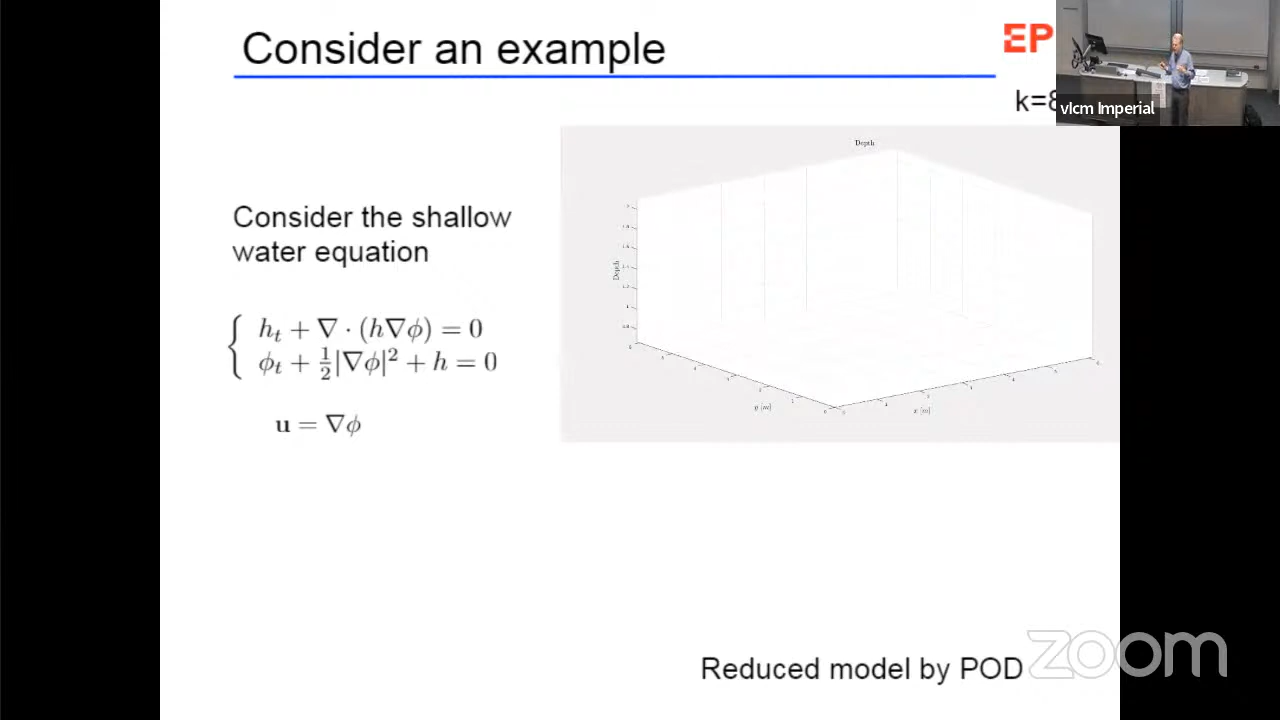 Consider an example
EP
k=8
vlcm Imperial
Depth
Consider the shallow
water equation
Depth
h_t + ∇ · (h∇ϕ) = 0
ϕ_t + 1/2|∇ϕ|² + h = 0
y [m]
x [m]
u = ∇ϕ
Reduced model by POD
zoom